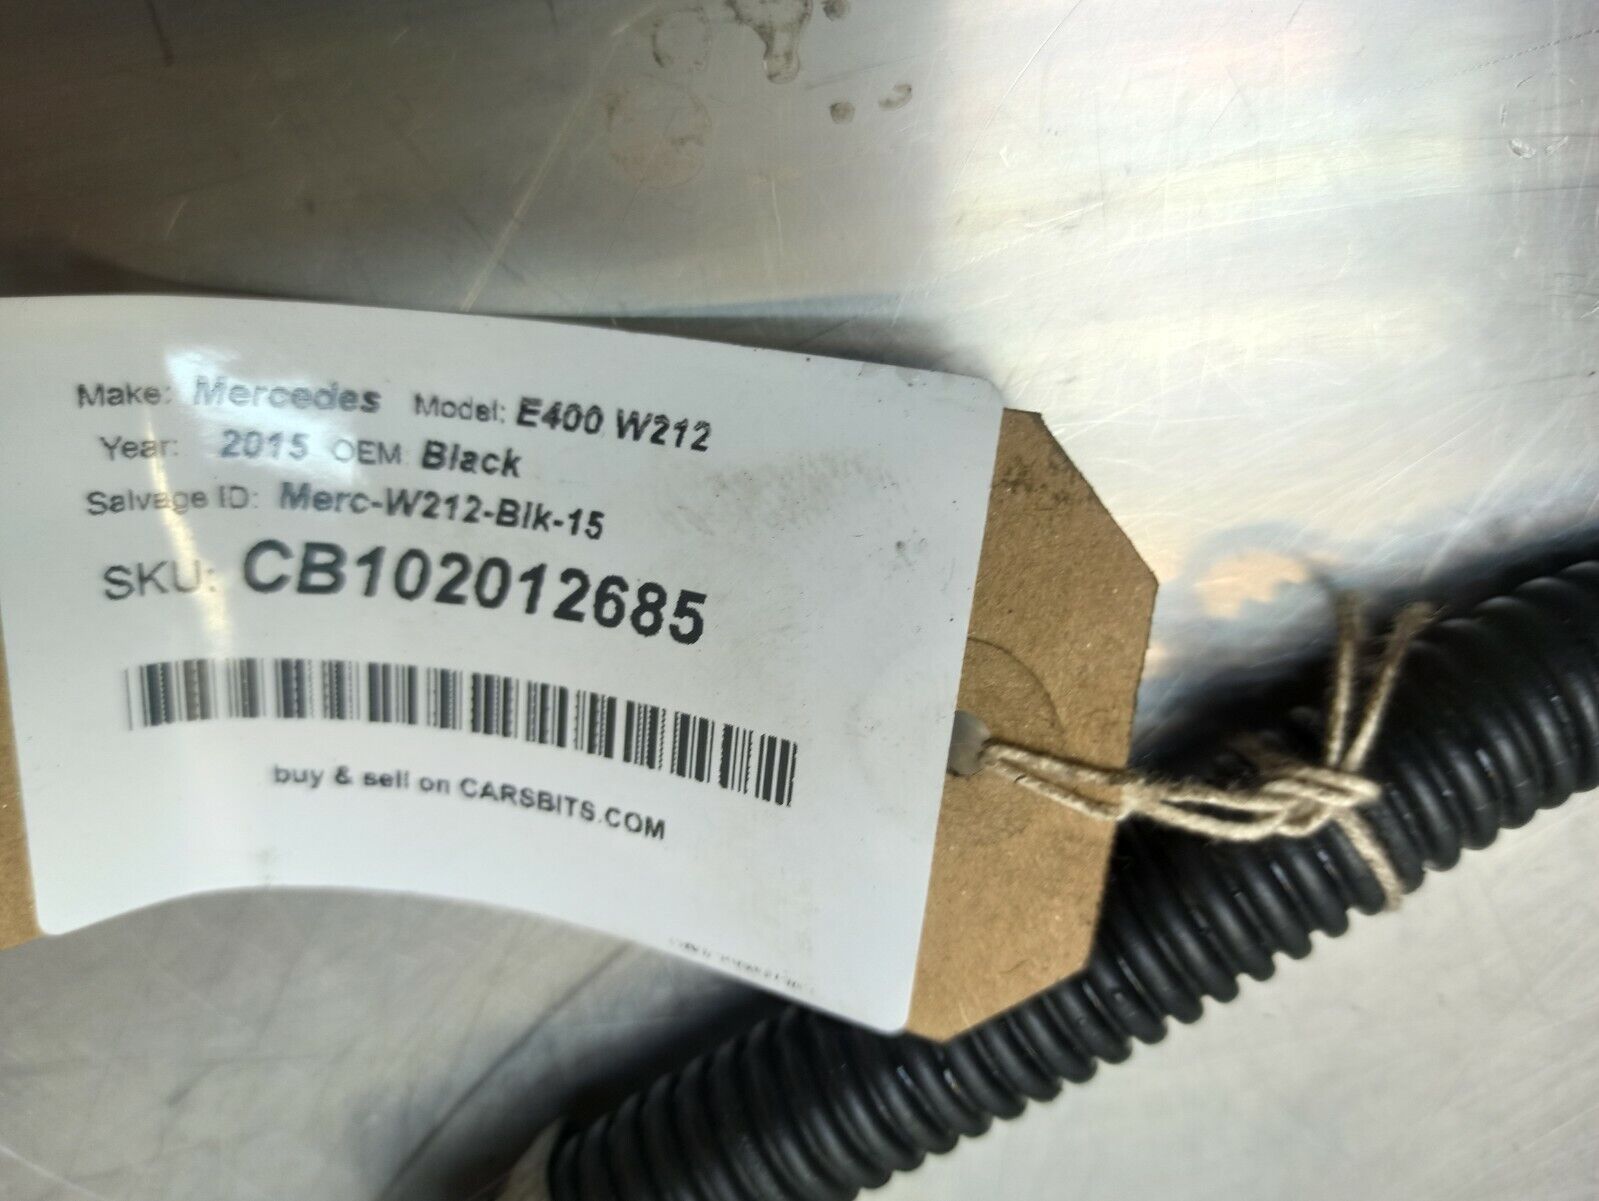 Make: Mercedes Model: E400 W212
Year: 2015 OEM: Black
Salvage ID: Merc-W212-Blk-15
SKU: CB102012685
buy & sell on CARSBITS.COM